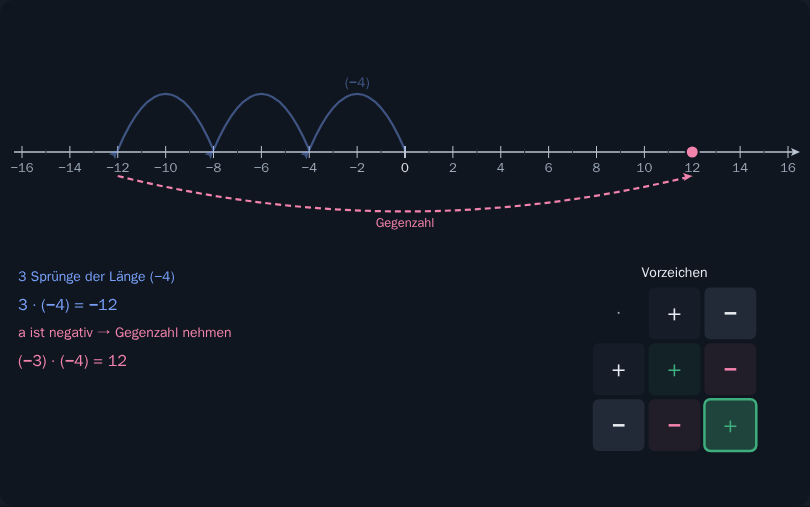 (−4)
−16 −14 −12 −10 −8 −6 −4 −2 0 2 4 6 8 10 12 14 16
Gegenzahl
3 Sprünge der Länge (−4)
3 · (−4) = −12
a ist negativ → Gegenzahl nehmen
(−3) · (−4) = 12
Vorzeichen
· + −
+ + −
− − +